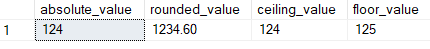 absolute_value rounded_value ceiling_value floor_value
1 124 1234.60 124 125